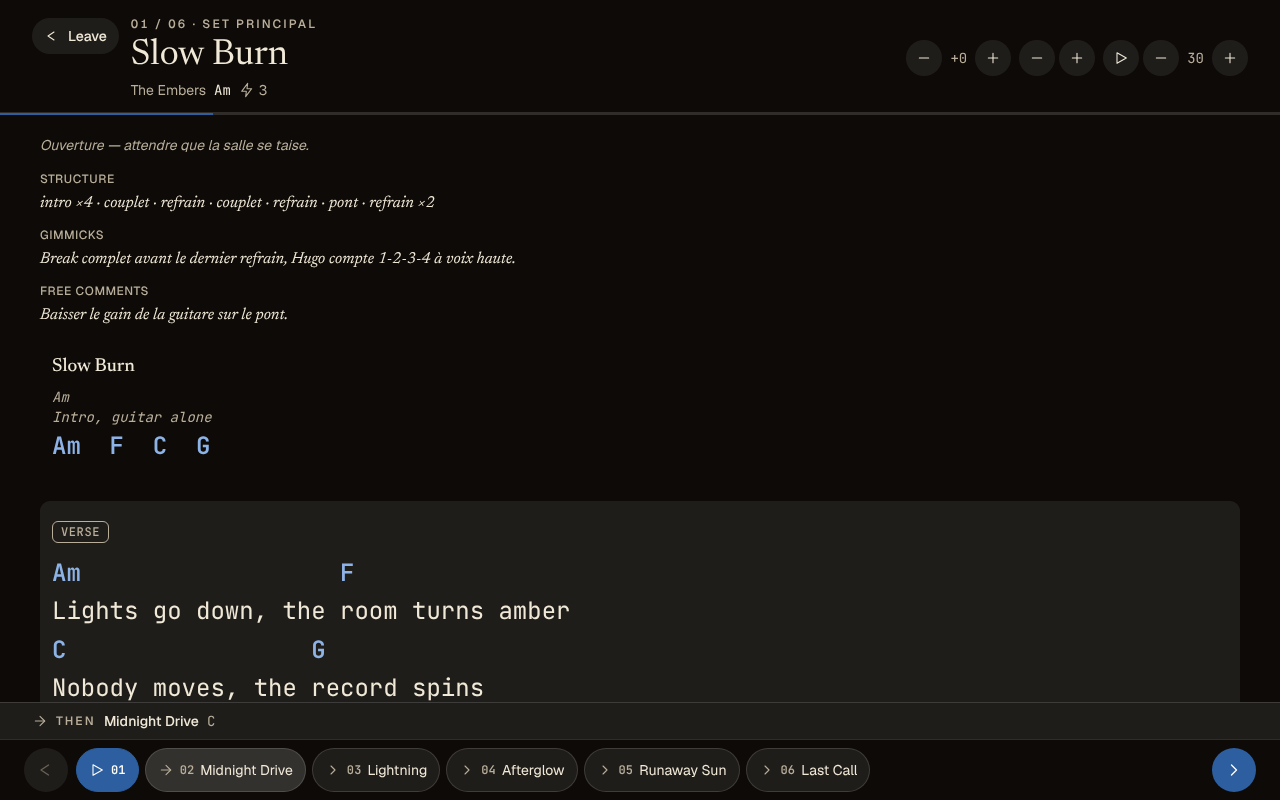 Leave
01 / 06 · SET PRINCIPAL
Slow Burn
The Embers Am 3
+0
30
Ouverture — attendre que la salle se taise.
STRUCTURE
intro ×4 · couplet · refrain · couplet · refrain · pont · refrain ×2
GIMMICKS
Break complet avant le dernier refrain, Hugo compte 1-2-3-4 à voix haute.
FREE COMMENTS
Baisser le gain de la guitare sur le pont.
Slow Burn
Am
Intro, guitar alone
Am F C G
VERSE
Am F
Lights go down, the room turns amber
C G
Nobody moves, the record spins
THEN Midnight Drive C
01
02 Midnight Drive
03 Lightning
04 Afterglow
05 Runaway Sun
06 Last Call